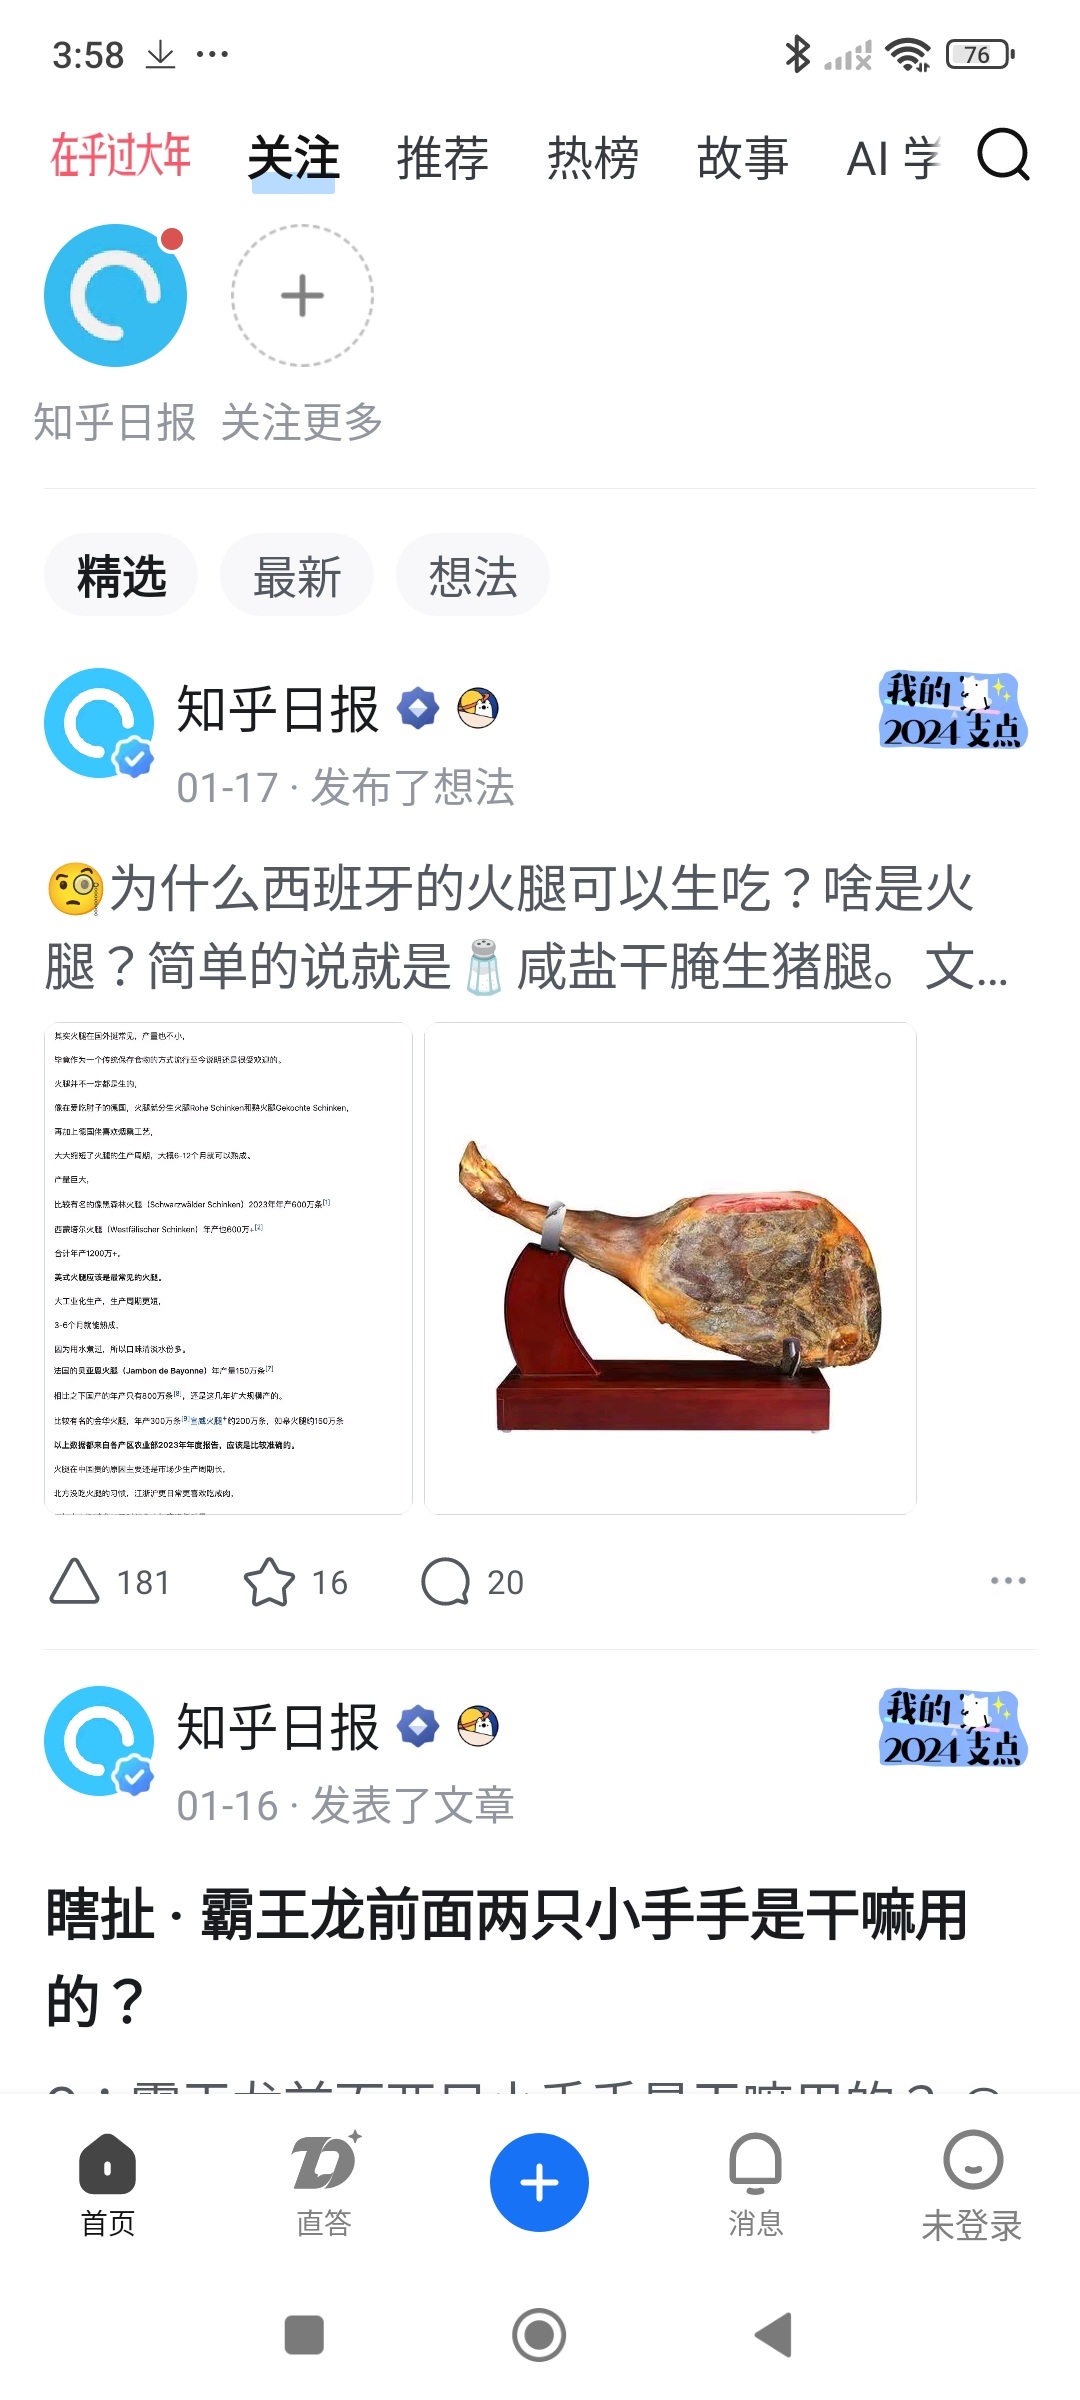 3:58
76
在乎过大年 关注 推荐 热榜 故事 AI 学
知乎日报 关注更多
精选 最新 想法
知乎日报
我的
2024支点
01-17 · 发布了想法
🧐为什么西班牙的火腿可以生吃？啥是火
腿？简单的说就是🧂咸盐干腌生猪腿。文...
其实火腿在国外挺常见，产量也不小，
毕竟作为一个传统保存食物的方式流行至今说明还是很受欢迎的。
火腿并不一定都是生的，
像在爱吃肘子的德国，火腿就分生火腿Rohe Schinken和熟火腿Gekochte Schinken，
再加上德国佬喜欢烟熏工艺，
大大缩短了火腿的生产周期，大概6-12个月就可以熟成。
产量巨大，
比较有名的像黑森林火腿（Schwarzwälder Schinken）2023年年产600万条[1]
西蒙塔尔火腿（Westfälischer Schinken）年产也600万+[2]
合计年产1200万+。
美式火腿应该是最常见的火腿。
大工业化生产，生产周期更短，
3-6个月就能熟成。
因为用水煮过，所以口味清淡水份多。
法国的贝亚恩火腿（Jambon de Bayonne）年产量150万条[7]
相比之下国产的年产只有800万条[8]，还是这几年扩大规模产的。
比较有名的金华火腿，年产300万条[9]宣威火腿+约200万条，如皋火腿约150万条
以上数据都来自各产区农业部2023年年度报告，应该是比较准确的。
火腿在中国贵的原因主要还是市场少生产周期长。
北方没吃火腿的习惯，江浙沪更日常更喜欢吃咸肉。
181 16 20
知乎日报
我的
2024支点
01-16 · 发表了文章
瞎扯 · 霸王龙前面两只小手手是干嘛用
的？
首页 直答 消息 未登录